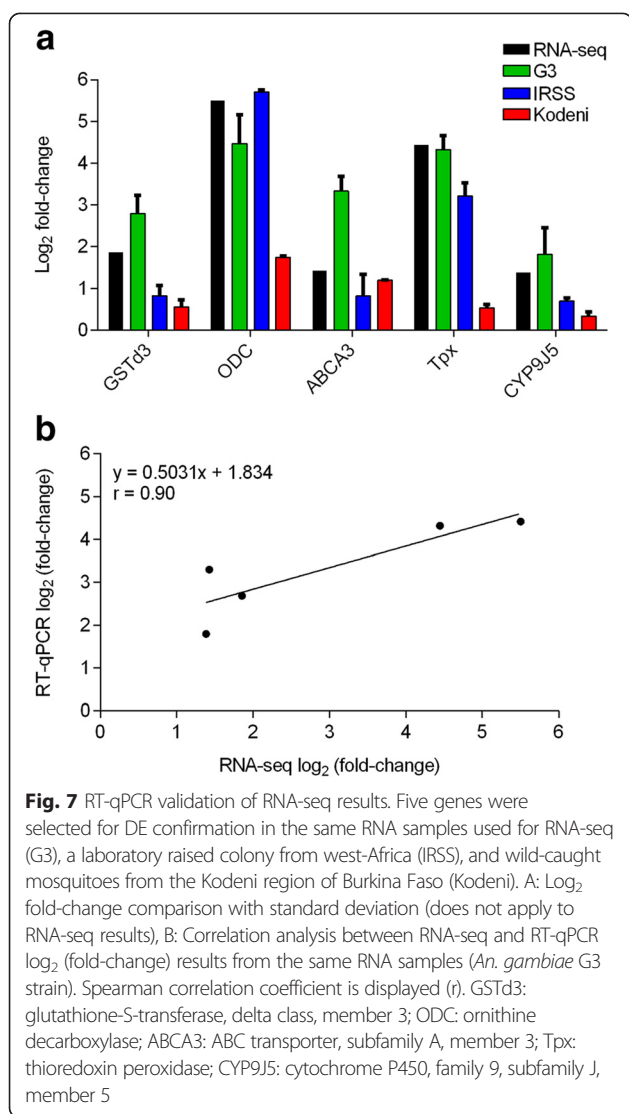 a
RNA-seq
G3
IRSS
Kodeni
Log₂ fold-change
6
5
4
3
2
1
0
GSTd3
ODC
ABCA3
Tpx
CYP9J5
b
y = 0.5031x + 1.834
r = 0.90
RT-qPCR log₂ (fold-change)
6
5
4
3
2
1
0
0 1 2 3 4 5 6
RNA-seq log₂ (fold-change)
Fig. 7 RT-qPCR validation of RNA-seq results. Five genes were
selected for DE confirmation in the same RNA samples used for RNA-seq
(G3), a laboratory raised colony from west-Africa (IRSS), and wild-caught
mosquitoes from the Kodeni region of Burkina Faso (Kodeni). A: Log₂
fold-change comparison with standard deviation (does not apply to
RNA-seq results), B: Correlation analysis between RNA-seq and RT-qPCR
log₂ (fold-change) results from the same RNA samples (An. gambiae G3
strain). Spearman correlation coefficient is displayed (r). GSTd3:
glutathione-S-transferase, delta class, member 3; ODC: ornithine
decarboxylase; ABCA3: ABC transporter, subfamily A, member 3; Tpx:
thioredoxin peroxidase; CYP9J5: cytochrome P450, family 9, subfamily J,
member 5